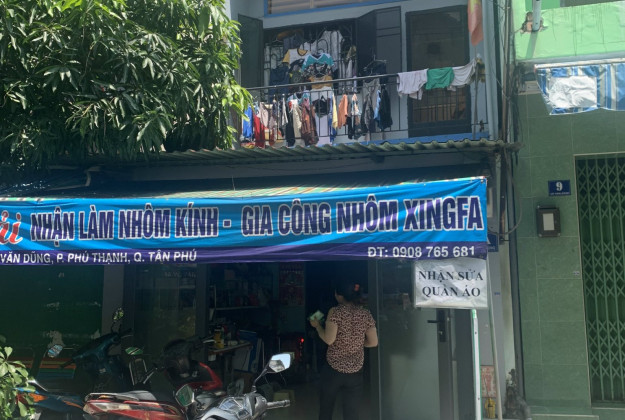 NHẬN LÀM NHÔM KÍNH - GIA CÔNG NHÔM XINGFA
VĂN DŨNG, P. PHÚ THẠNH, Q. TÂN PHÚ
ĐT: 0908 765 681
NHẬN SỬA
QUẦN ÁO
9